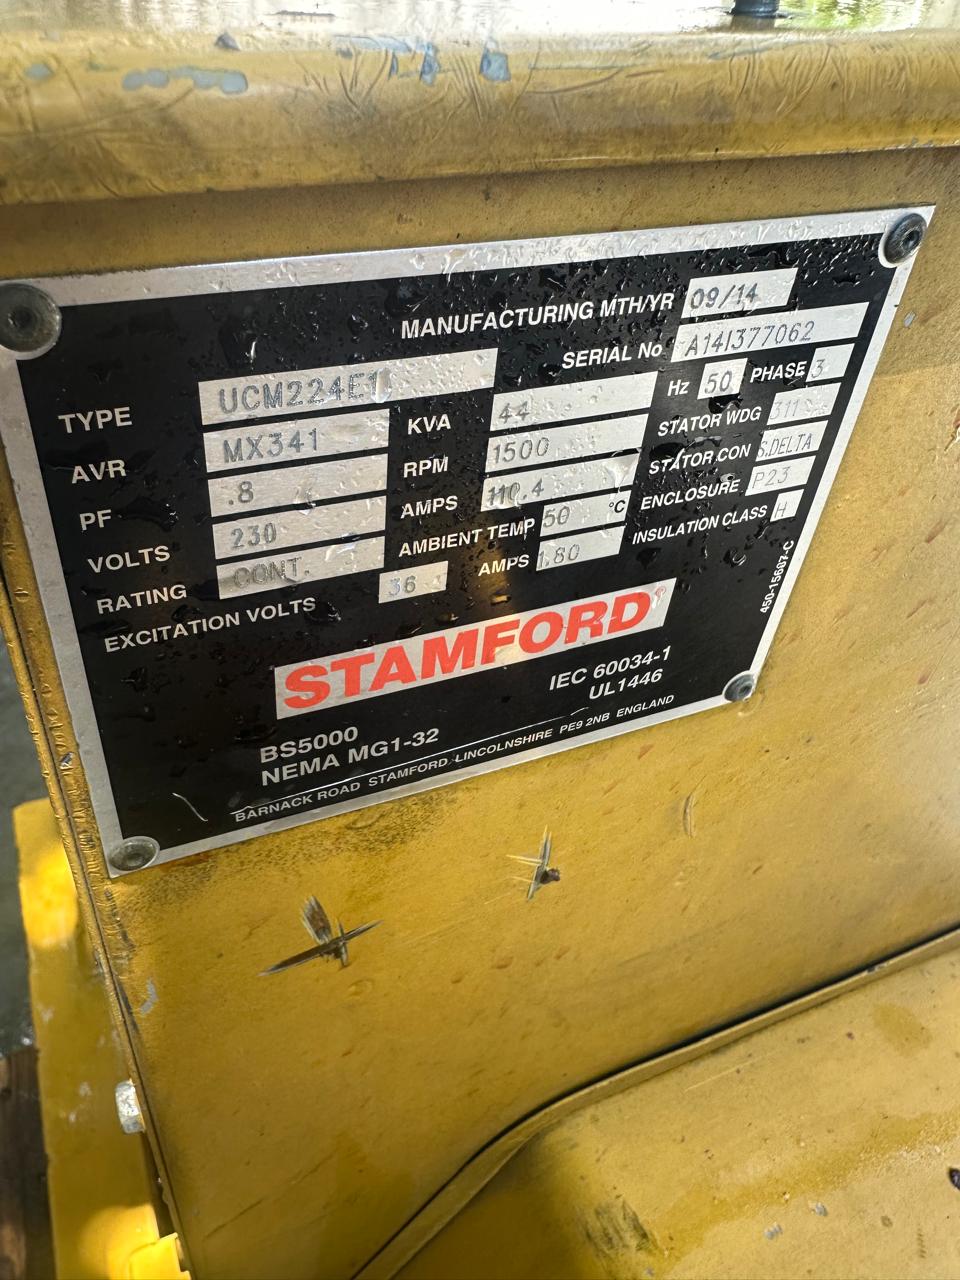 MANUFACTURING MTH/YR 09/14
SERIAL No A14I377062
TYPE UCM224E1 KVA 44 Hz 50 PHASE 3
AVR MX341 RPM 1500 STATOR WDG 311
PF .8 AMPS 110.4 STATOR CON S.DELTA
VOLTS 230 AMBIENT TEMP 50 °C ENCLOSURE P23
RATING CONT. AMPS 1.80 INSULATION CLASS H
EXCITATION VOLTS 36
450-15607-C
STAMFORD
BS5000 IEC 60034-1
NEMA MG1-32 UL1446
BARNACK ROAD STAMFORD LINCOLNSHIRE PE9 2NB ENGLAND